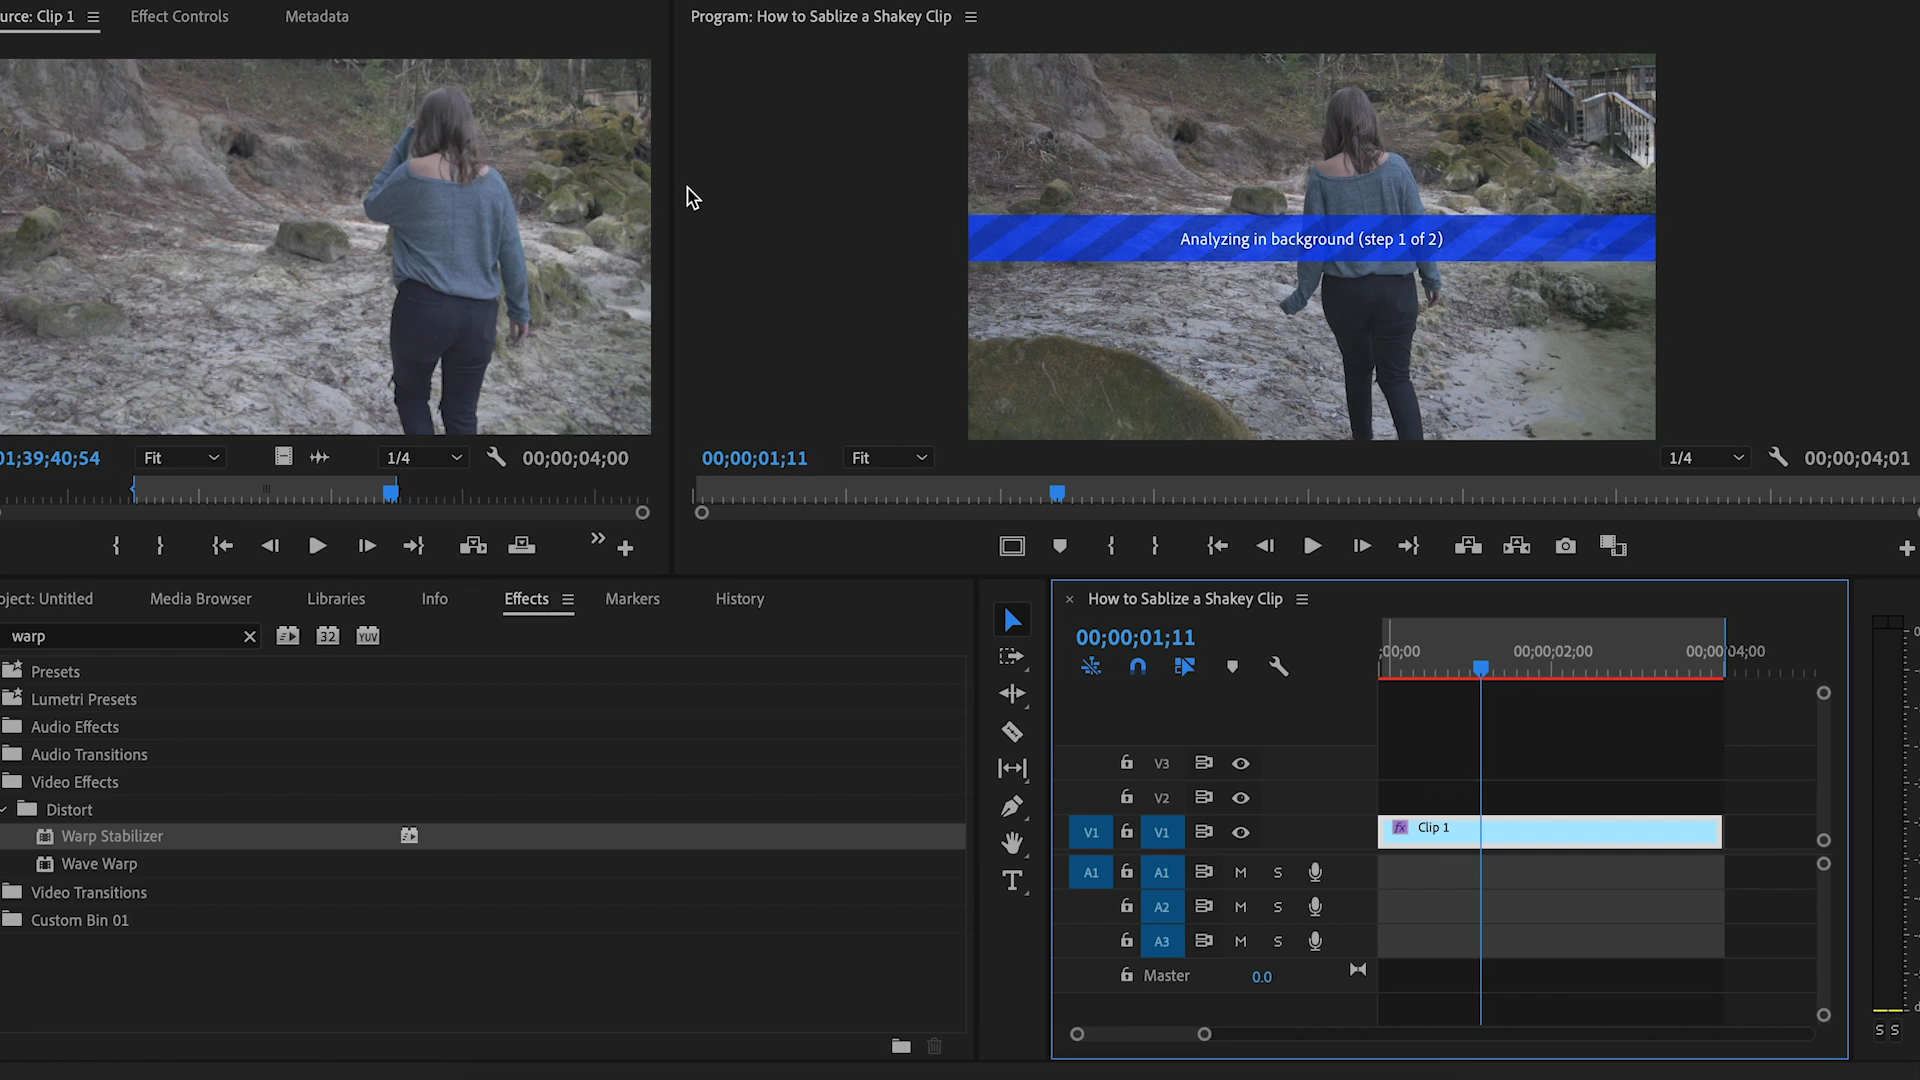 urce: Clip 1
Effect Controls
Metadata
Program: How to Sablize a Shakey Clip
Analyzing in background (step 1 of 2)
01;39;40;54
Fit
1/4
00;00;04;00
00;00;01;11
Fit
1/4
00;00;04;01
oject: Untitled
Media Browser
Libraries
Info
Effects
Markers
History
warp
32
YUV
Presets
Lumetri Presets
Audio Effects
Audio Transitions
Video Effects
Distort
Warp Stabilizer
Wave Warp
Video Transitions
Custom Bin 01
T
× How to Sablize a Shakey Clip
00;00;01;11
;00;00
00;00;02;00
00;00;04;00
V3
V2
V1 V1
fx Clip 1
A1 A1 M S
A2 M S
A3 M S
Master 0.0
S S